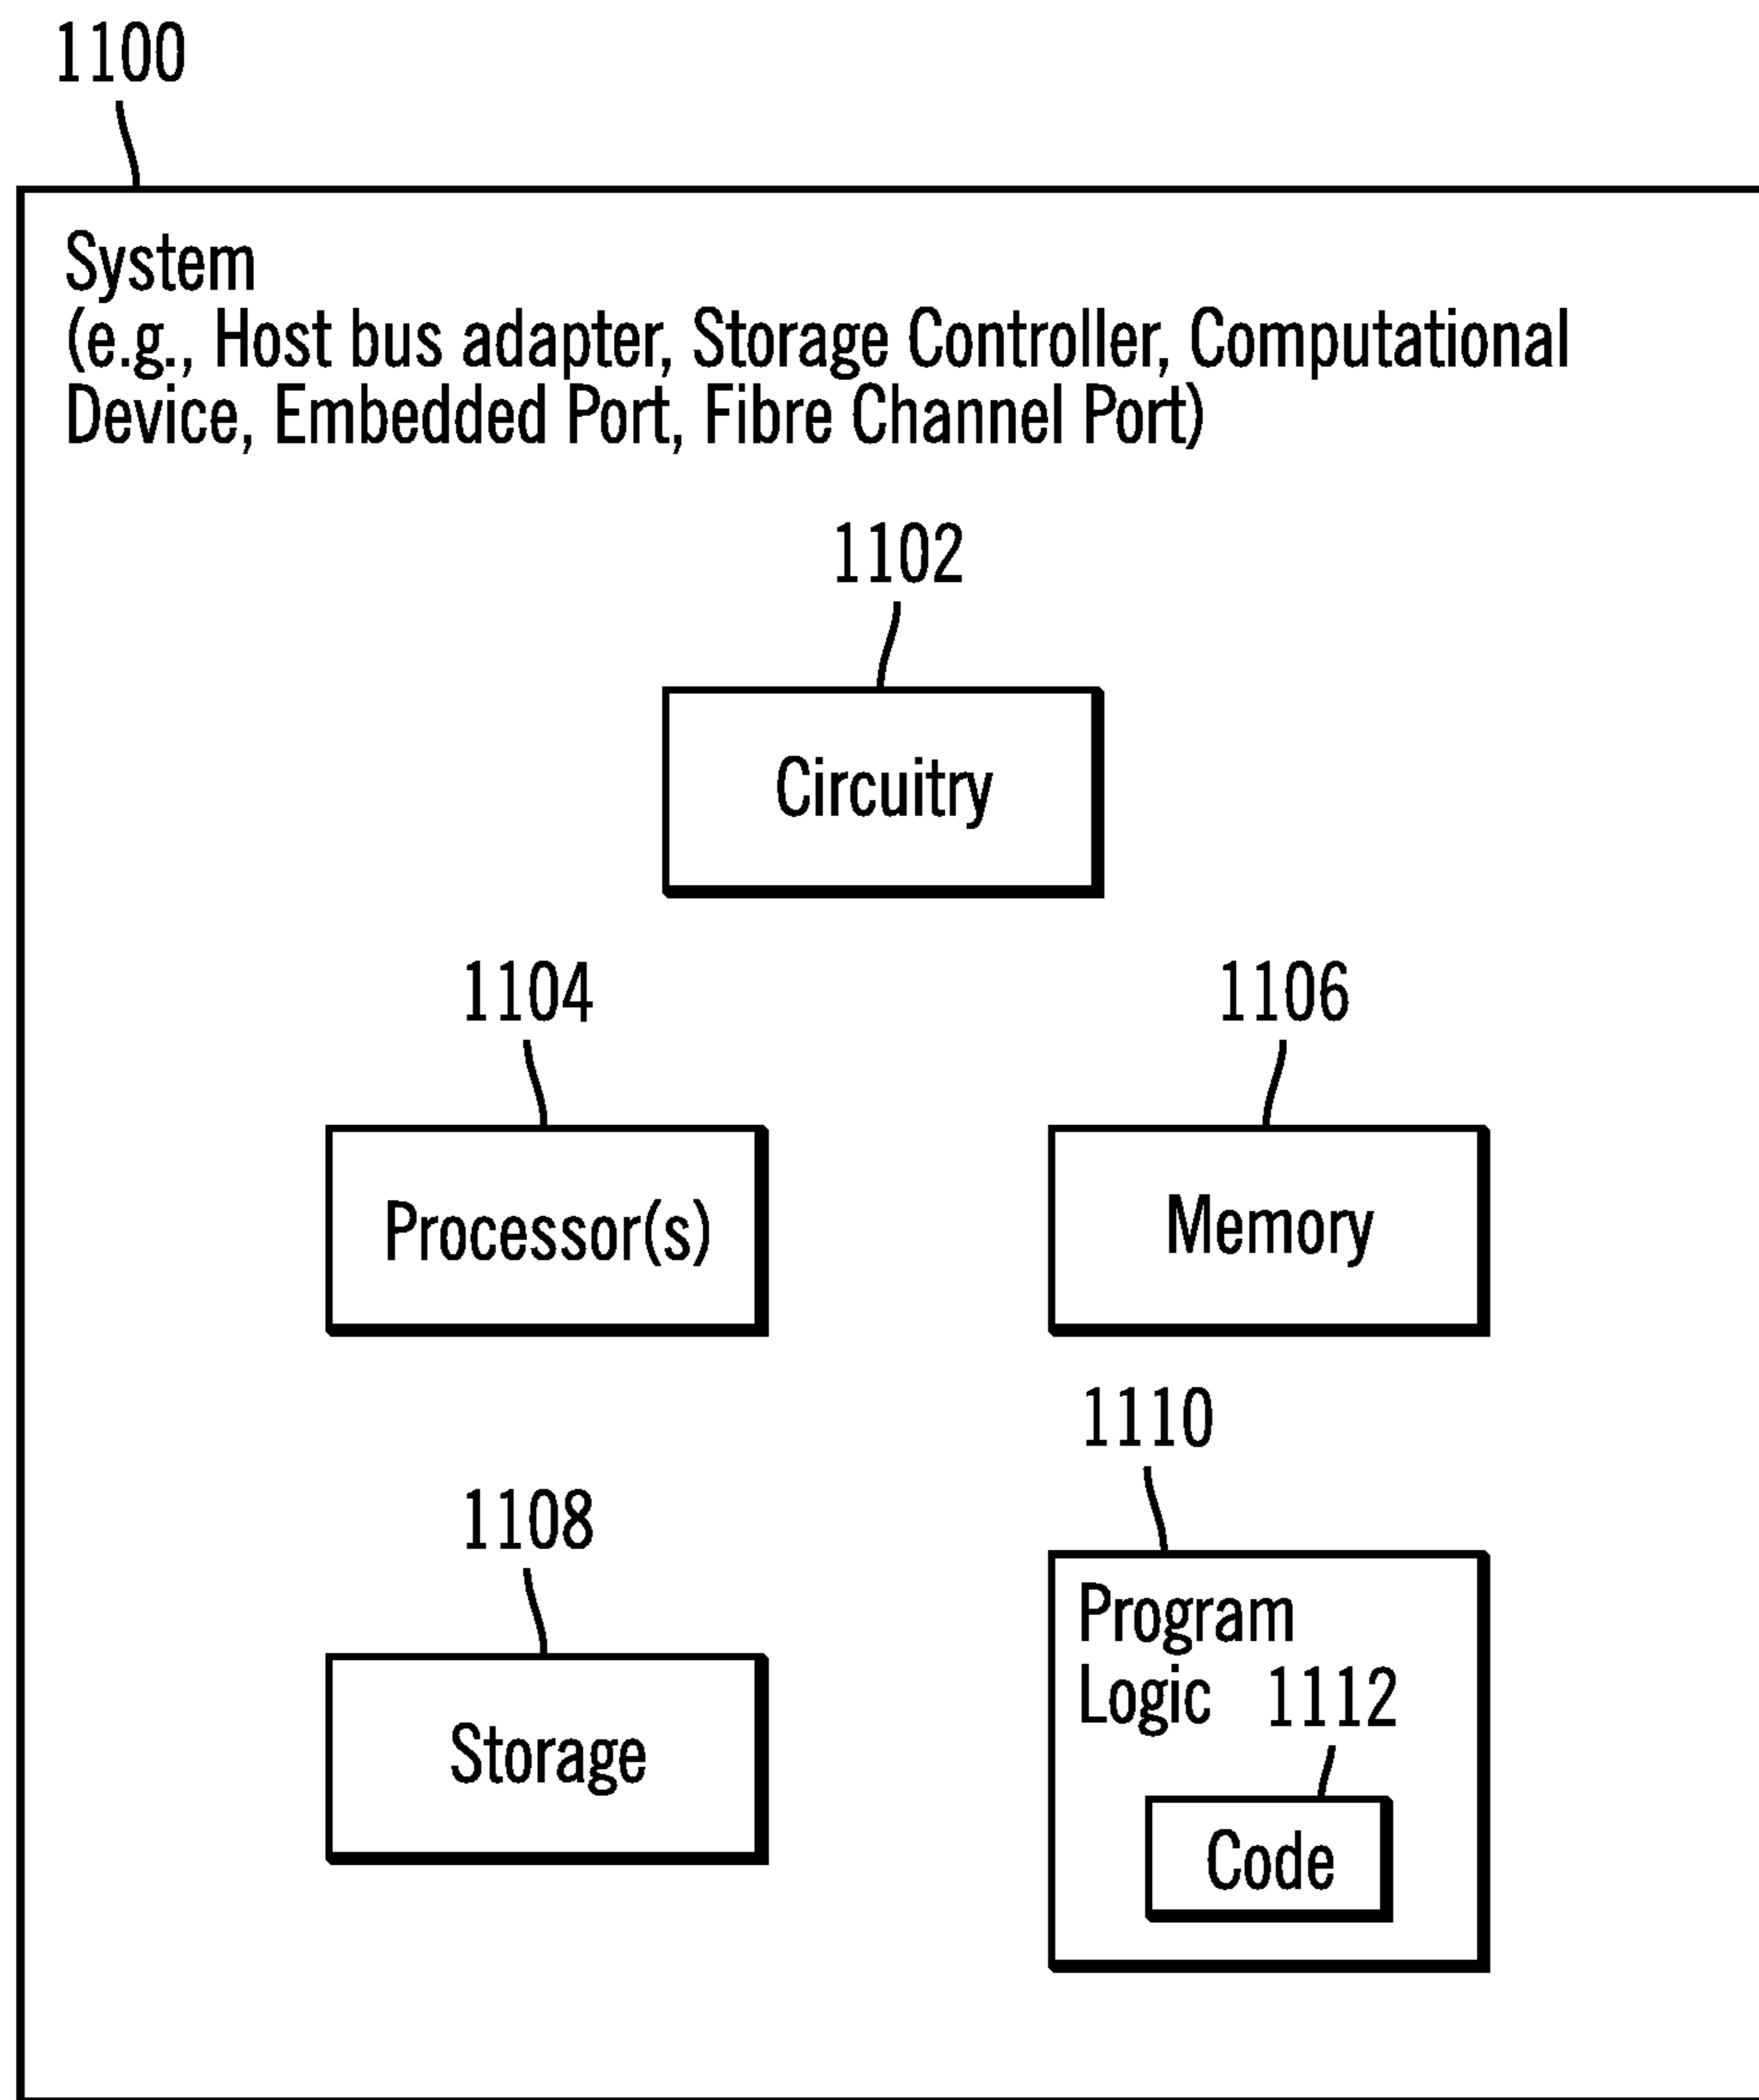 1100
System
(e.g., Host bus adapter, Storage Controller, Computational
Device, Embedded Port, Fibre Channel Port)
1102
Circuitry
1104
Processor(s)
1106
Memory
1108
Storage
1110
Program
Logic 1112
Code